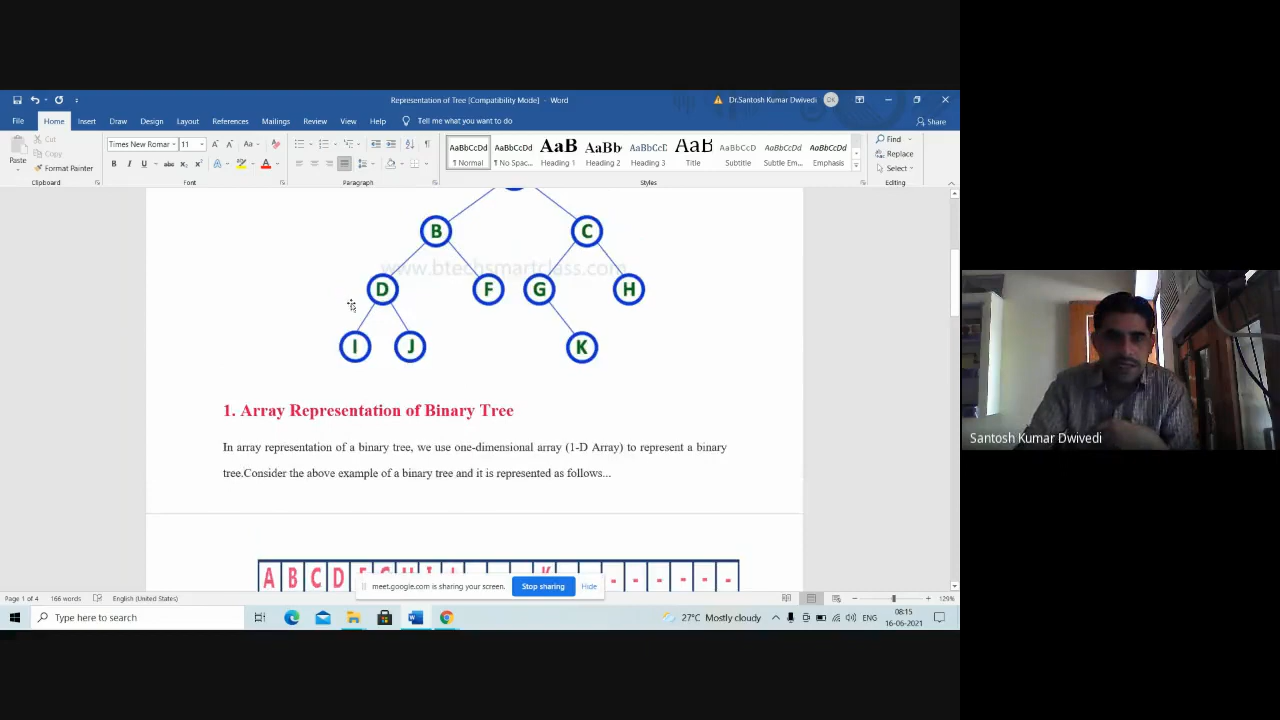 Representation of Tree [Compatibility Mode] - Word
Dr.Santosh Kumar Dwivedi
DK
File Home Insert Draw Design Layout References Mailings Review View Help Tell me what you want to do
Share
Paste
Cut
Copy
Format Painter
Clipboard
Times New Roman 11
Font
Paragraph
AaBbCcDd AaBbCcDd AaB AaBb( AaBbCcD AaB AaBbCcD AaBbCcDd AaBbCcDd
¶ Normal ¶ No Spac... Heading 1 Heading 2 Heading 3 Title Subtitle Subtle Em... Emphasis
Styles
Find
Replace
Select
Editing
B C
www.btechsmartclass.com
D F G H
I J K
1. Array Representation of Binary Tree
In array representation of a binary tree, we use one-dimensional array (1-D Array) to represent a binary
tree.Consider the above example of a binary tree and it is represented as follows...
A B C D
meet.google.com is sharing your screen. Stop sharing Hide
Page 1 of 4 166 words English (United States) 129%
Type here to search
27°C Mostly cloudy
ENG
08:15
16-06-2021
Santosh Kumar Dwivedi